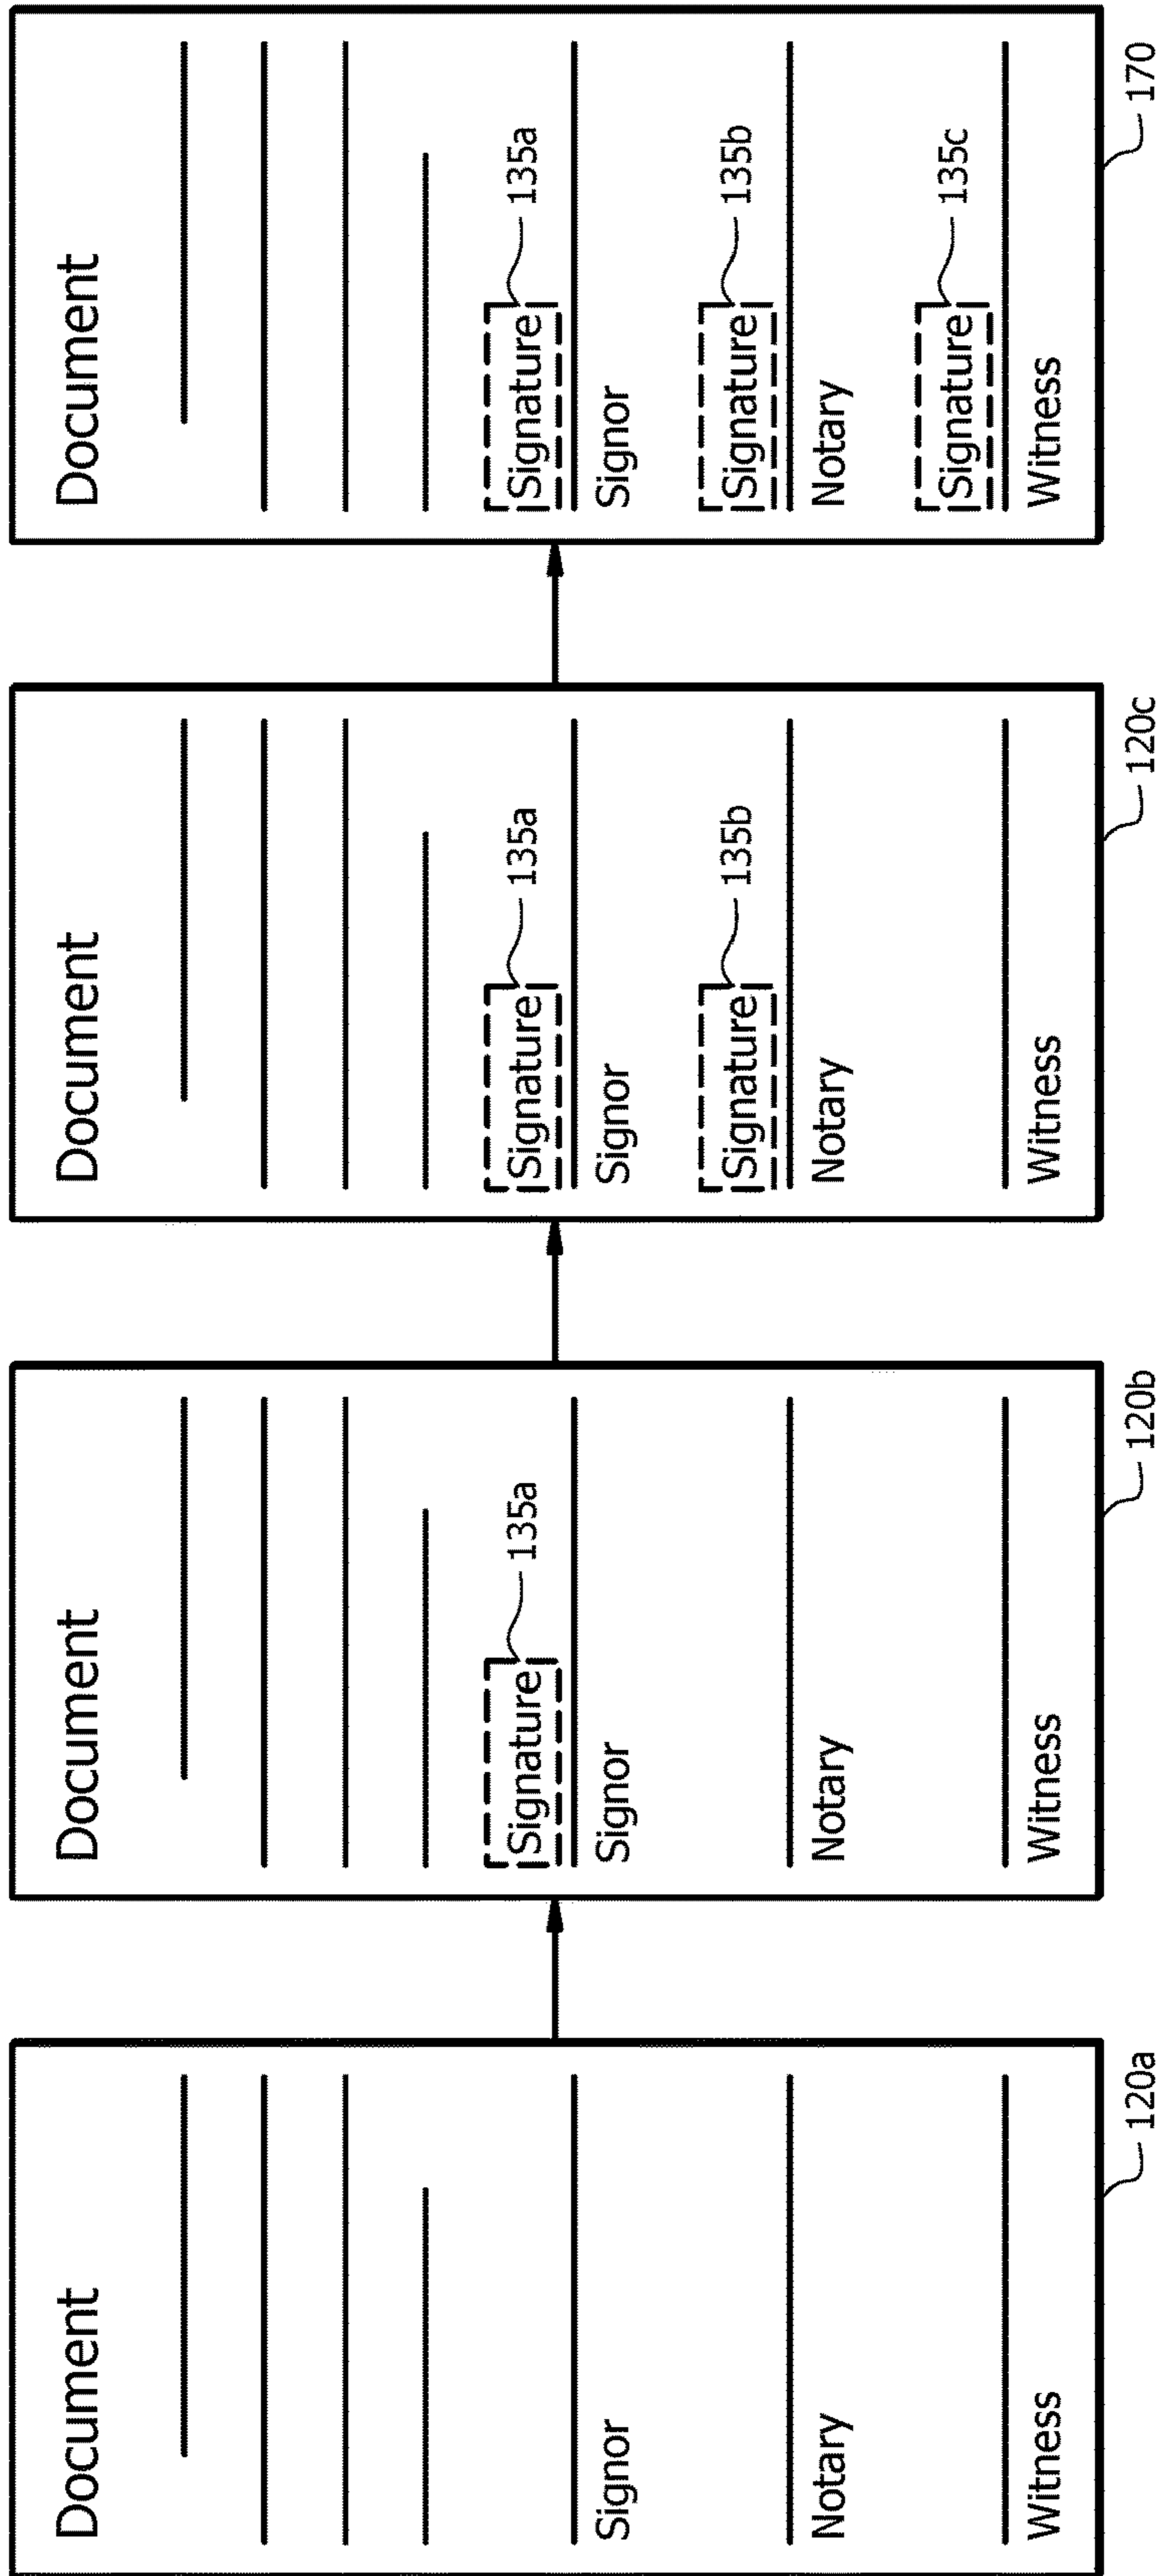 Document
Signor
Notary
Witness
120a
Document
Signature
135a
Signor
Notary
Witness
120b
Document
Signature
135a
Signor
Signature
135b
Notary
Witness
120c
Document
Signature
135a
Signor
Signature
135b
Notary
Signature
135c
Witness
170